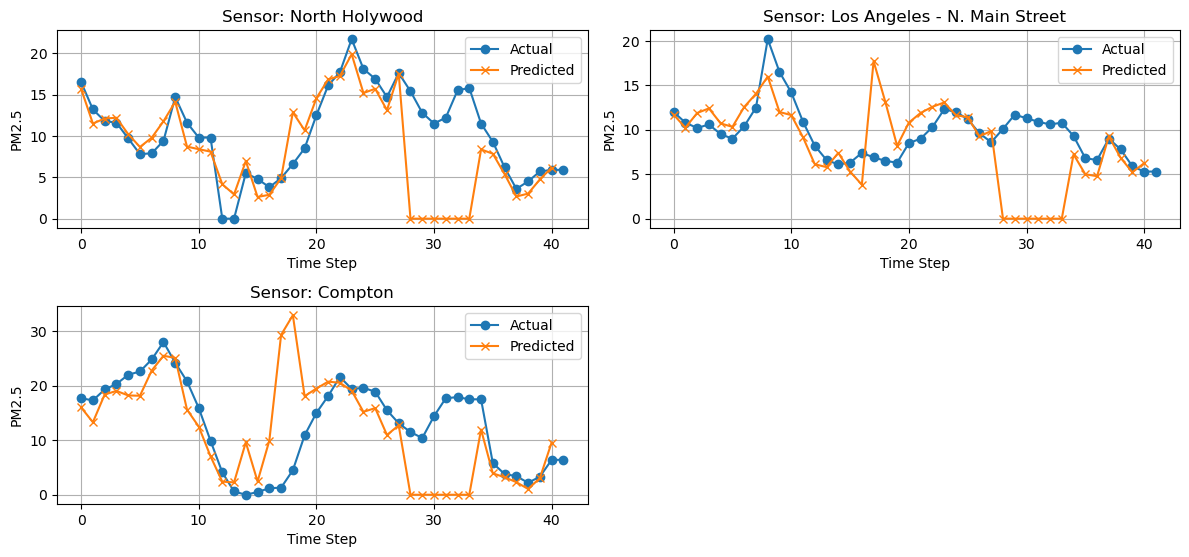 Sensor: North Holywood
PM2.5
20
15
10
5
0
Actual
Predicted
0 10 20 30 40
Time Step
Sensor: Los Angeles - N. Main Street
PM2.5
20
15
10
5
0
Actual
Predicted
0 10 20 30 40
Time Step
Sensor: Compton
PM2.5
30
20
10
0
Actual
Predicted
0 10 20 30 40
Time Step